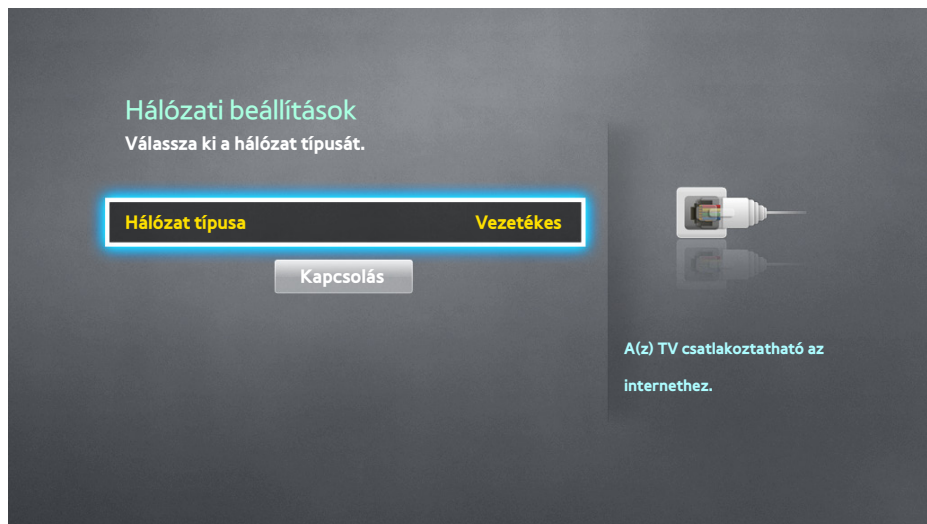 Hálózati beállítások
Válassza ki a hálózat típusát.
Hálózat típusa Vezetékes
Kapcsolás
A(z) TV csatlakoztatható az
internethez.